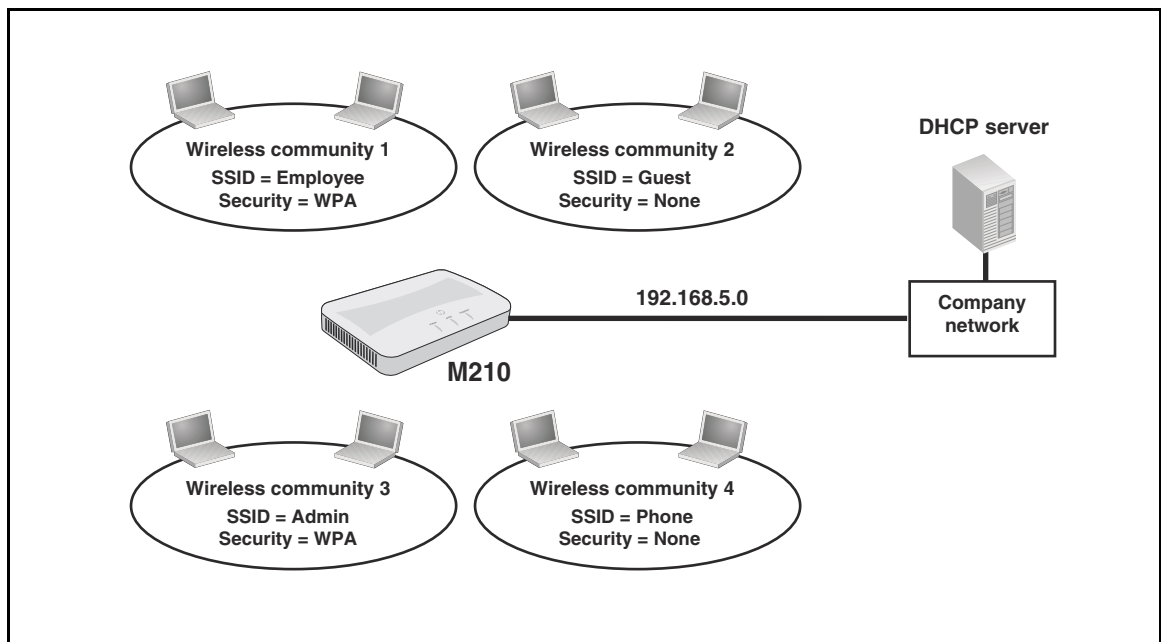 Wireless community 1
SSID = Employee
Security = WPA
Wireless community 2
SSID = Guest
Security = None
DHCP server
192.168.5.0
Company
network
M210
Wireless community 3
SSID = Admin
Security = WPA
Wireless community 4
SSID = Phone
Security = None